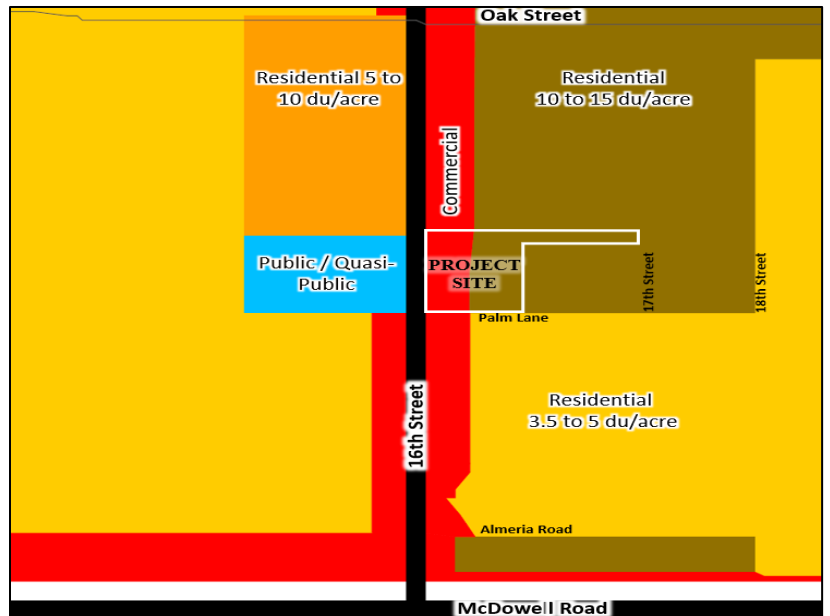 Oak Street
Residential 5 to
10 du/acre
Residential
10 to 15 du/acre
Commercial
Public / Quasi-
Public
PROJECT
SITE
17th Street
18th Street
Palm Lane
16th Street
Residential
3.5 to 5 du/acre
Almeria Road
McDowell Road